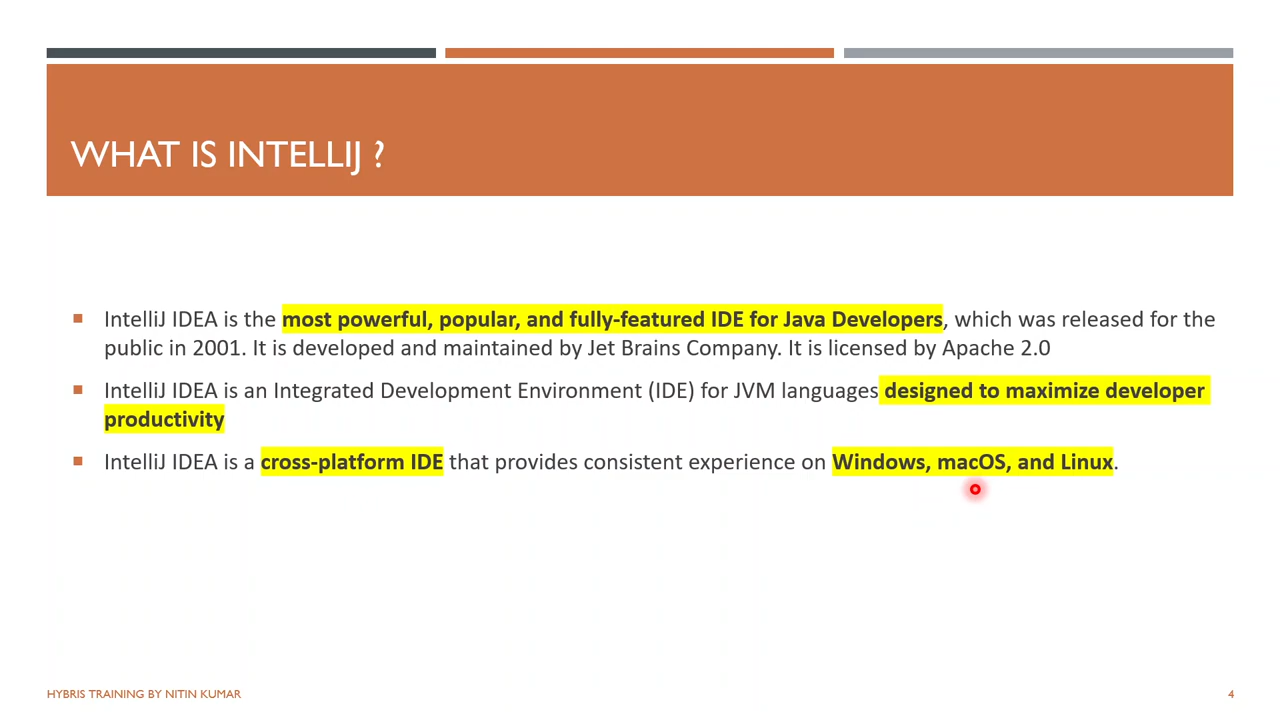 WHAT IS INTELLIJ ?
IntelliJ IDEA is the most powerful, popular, and fully-featured IDE for Java Developers, which was released for the
public in 2001. It is developed and maintained by Jet Brains Company. It is licensed by Apache 2.0
IntelliJ IDEA is an Integrated Development Environment (IDE) for JVM languages designed to maximize developer
productivity
IntelliJ IDEA is a cross-platform IDE that provides consistent experience on Windows, macOS, and Linux.
HYBRIS TRAINING BY NITIN KUMAR
4